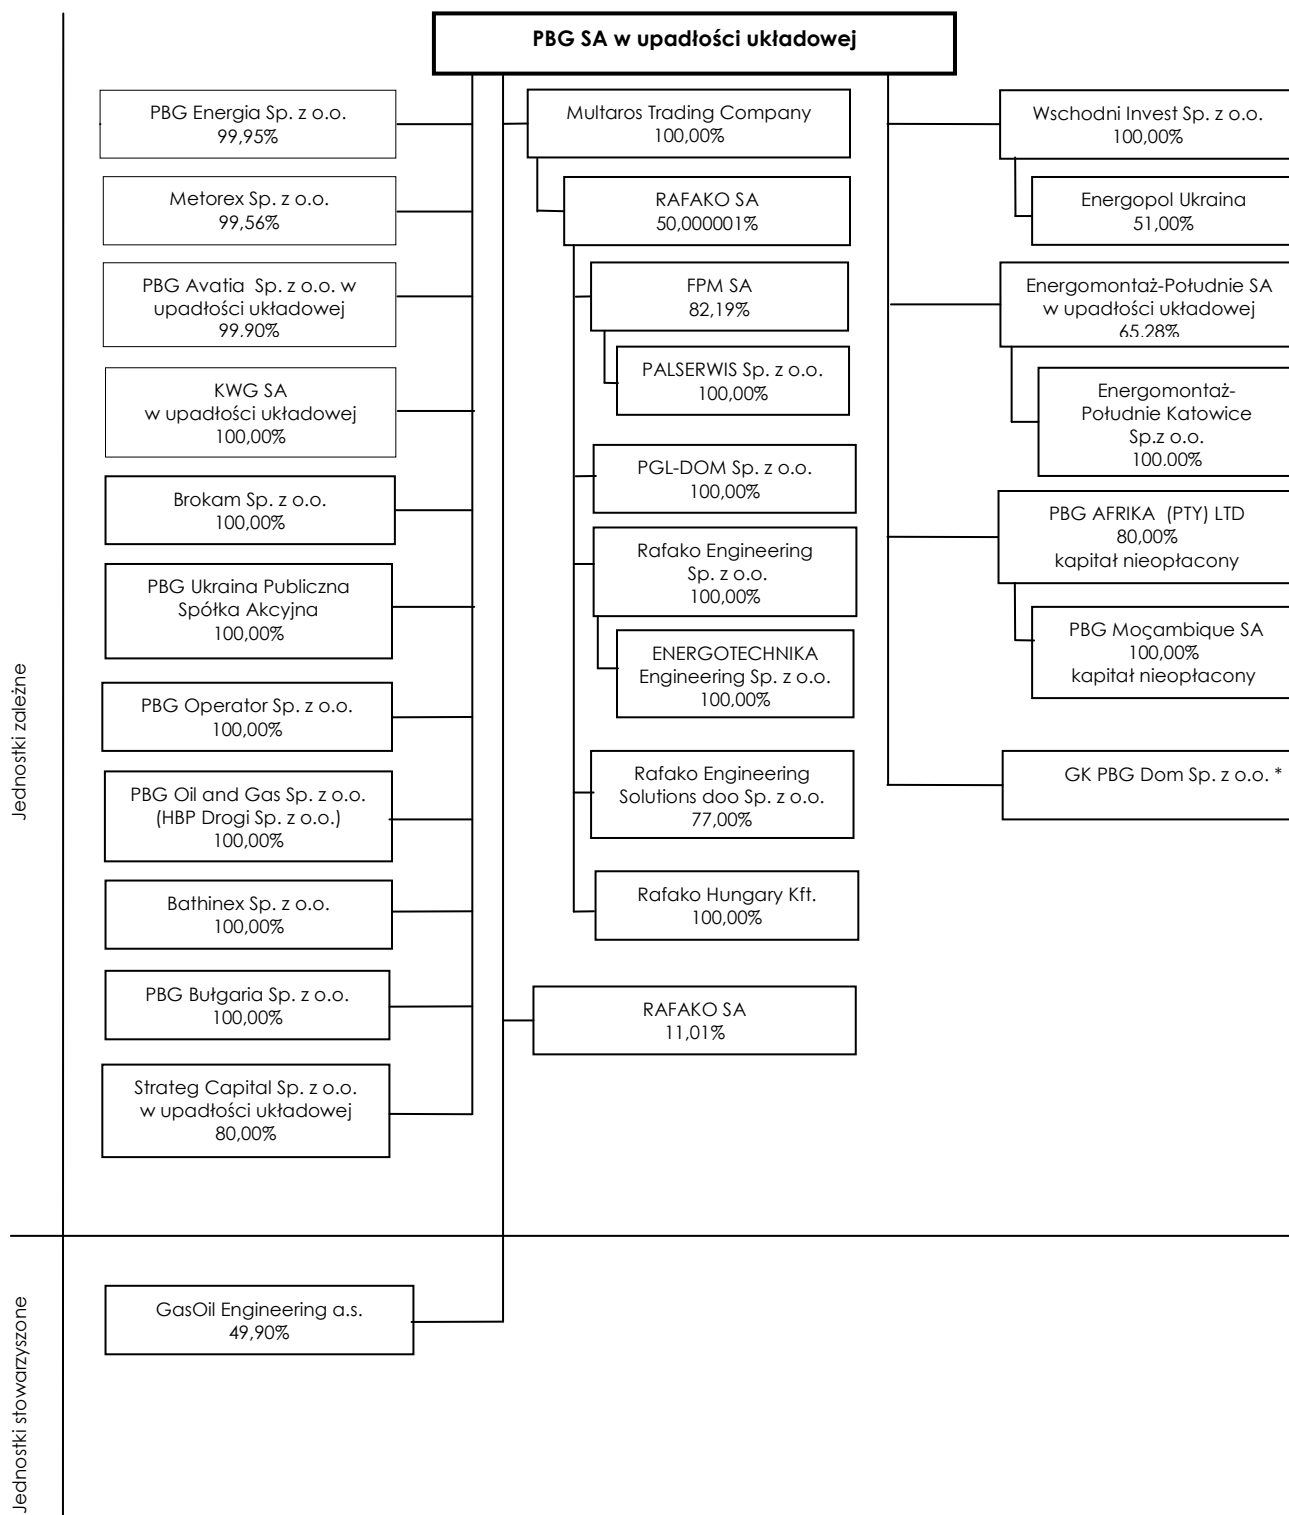 PBG SA w upadłości układowej
Jednostki zależne
PBG Energia Sp. z o.o.
99,95%
Metorex Sp. z o.o.
99,56%
PBG Avatia Sp. z o.o. w
upadłości układowej
99,90%
KWG SA
w upadłości układowej
100,00%
Brokam Sp. z o.o.
100,00%
PBG Ukraina Publiczna
Spółka Akcyjna
100,00%
PBG Operator Sp. z o.o.
100,00%
PBG Oil and Gas Sp. z o.o.
(HBP Drogi Sp. z o.o.)
100,00%
Bathinex Sp. z o.o.
100,00%
PBG Bułgaria Sp. z o.o.
100,00%
Strateg Capital Sp. z o.o.
w upadłości układowej
80,00%
Multaros Trading Company
100,00%
RAFAKO SA
50,000001%
FPM SA
82,19%
PALSERWIS Sp. z o.o.
100,00%
PGL-DOM Sp. z o.o.
100,00%
Rafako Engineering
Sp. z o.o.
100,00%
ENERGOTECHNIKA
Engineering Sp. z o.o.
100,00%
Rafako Engineering
Solutions doo Sp. z o.o.
77,00%
Rafako Hungary Kft.
100,00%
RAFAKO SA
11,01%
Wschodni Invest Sp. z o.o.
100,00%
Energopol Ukraina
51,00%
Energomontaż-Południe SA
w upadłości układowej
65,28%
Energomontaż-
Południe Katowice
Sp.z o.o.
100,00%
PBG AFRIKA (PTY) LTD
80,00%
kapitał nieopłacony
PBG Moçambique SA
100,00%
kapitał nieopłacony
GK PBG Dom Sp. z o.o. *
Jednostki stowarzyszone
GasOil Engineering a.s.
49,90%